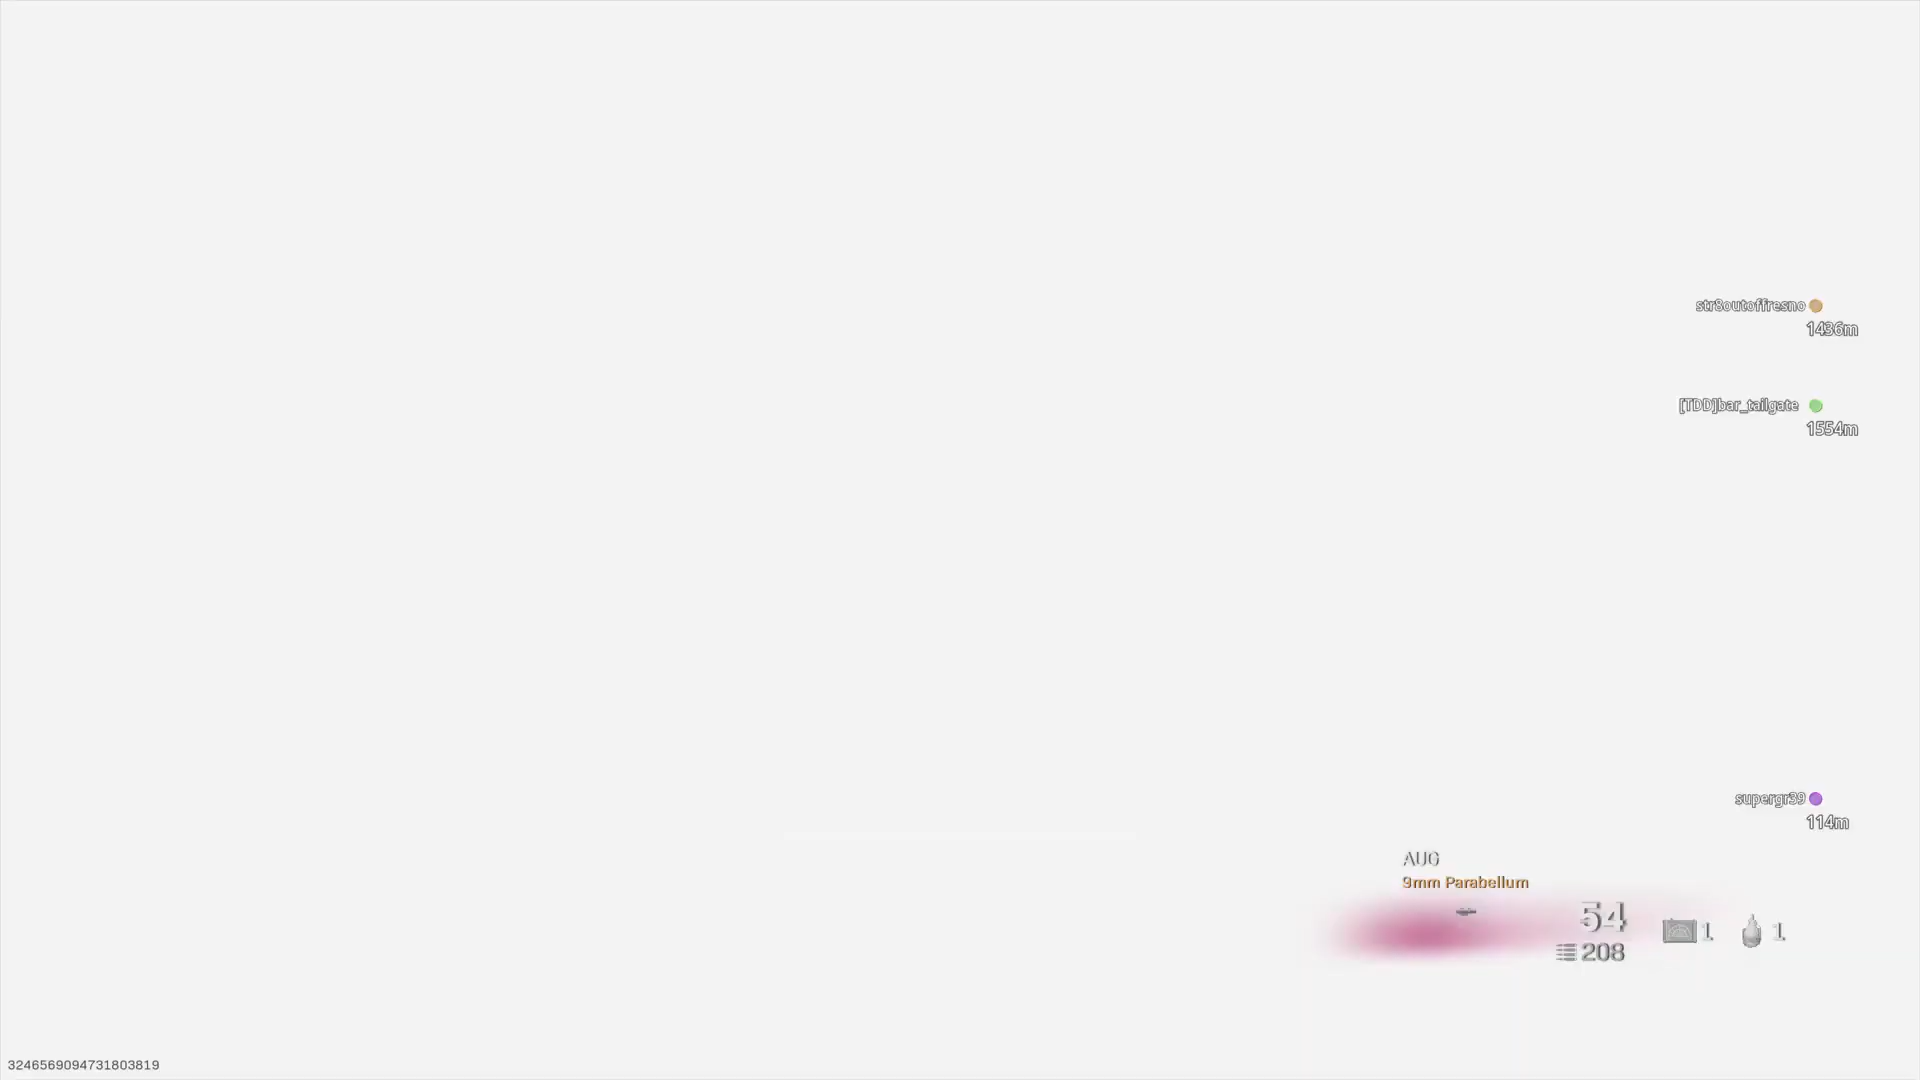 str8outoffresno
1436m
[TDD]bar_tailgate
1554m
supergr39
114m
AUG
9mm Parabellum
54
208
1
1
3246569094731803819